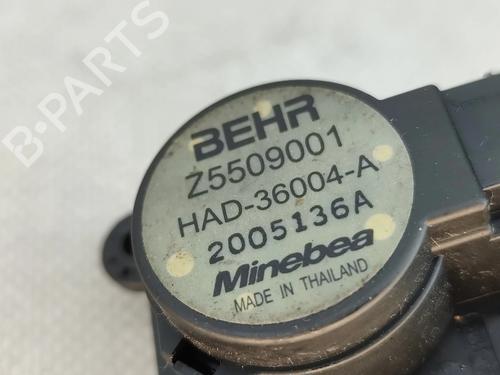 B-PARTS
BEHR
Z5509001
HAD-36004-A
2005136A
Minebea
MADE IN THAILAND